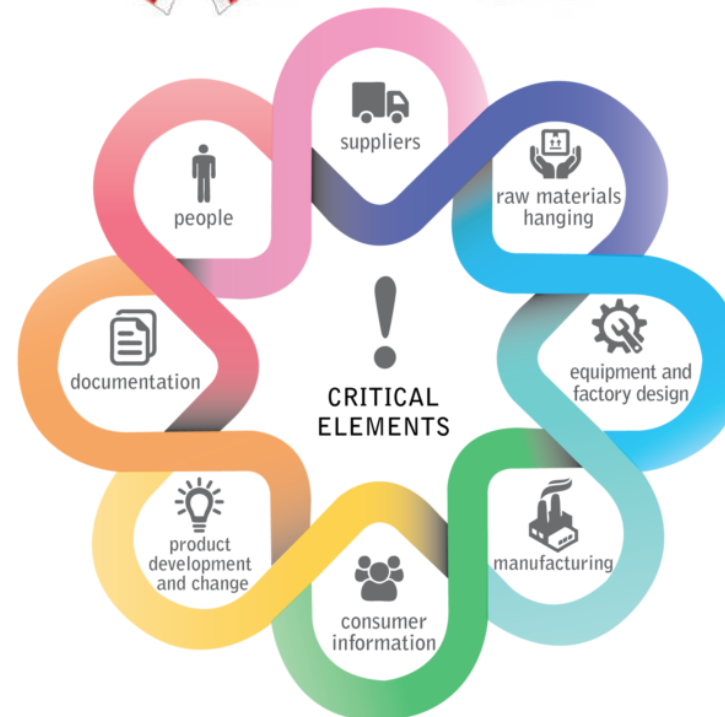 suppliers
raw materials
hanging
equipment and
factory design
manufacturing
consumer
information
product
development
and change
documentation
people
!
CRITICAL
ELEMENTS